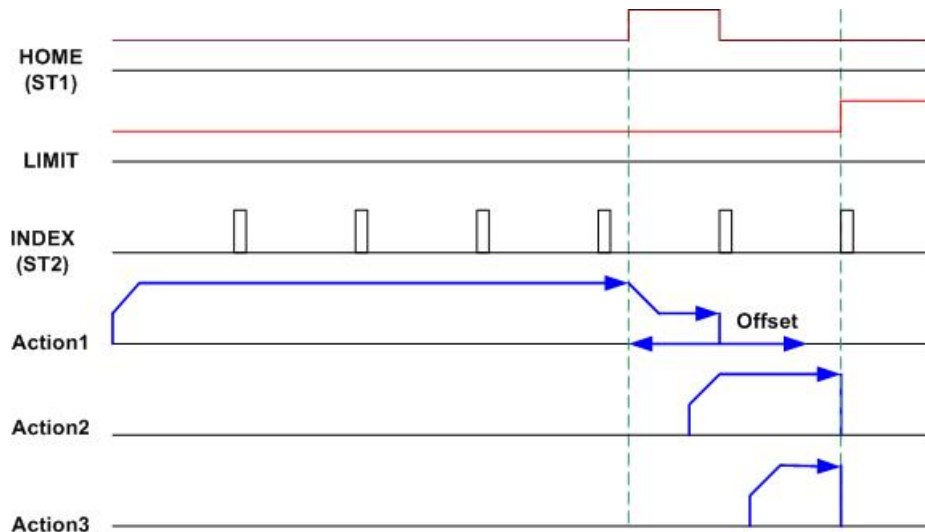 HOME
(ST1)
LIMIT
INDEX
(ST2)
Action1
Offset
Action2
Action3